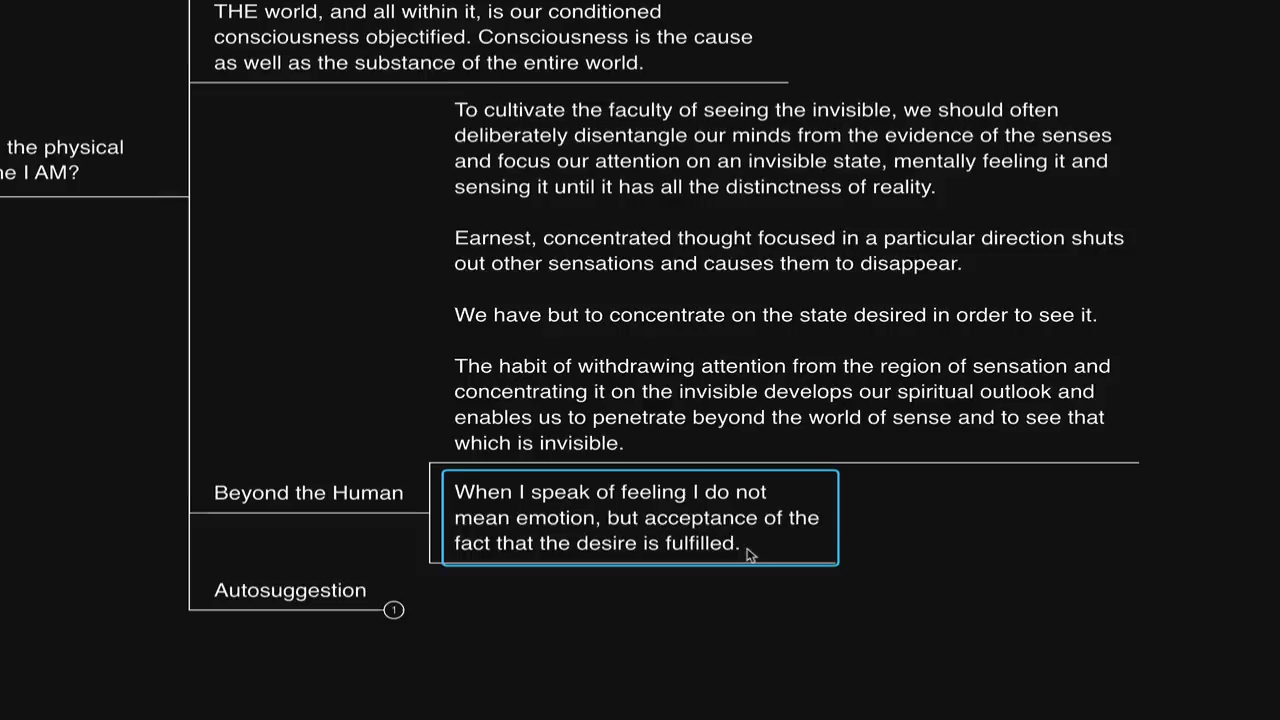 THE world, and all within it, is our conditioned
consciousness objectified. Consciousness is the cause
as well as the substance of the entire world.
the physical
I AM?
To cultivate the faculty of seeing the invisible, we should often
deliberately disentangle our minds from the evidence of the senses
and focus our attention on an invisible state, mentally feeling it and
sensing it until it has all the distinctness of reality.
Earnest, concentrated thought focused in a particular direction shuts
out other sensations and causes them to disappear.
We have but to concentrate on the state desired in order to see it.
The habit of withdrawing attention from the region of sensation and
concentrating it on the invisible develops our spiritual outlook and
enables us to penetrate beyond the world of sense and to see that
which is invisible.
Beyond the Human
When I speak of feeling I do not
mean emotion, but acceptance of the
fact that the desire is fulfilled.
Autosuggestion
1